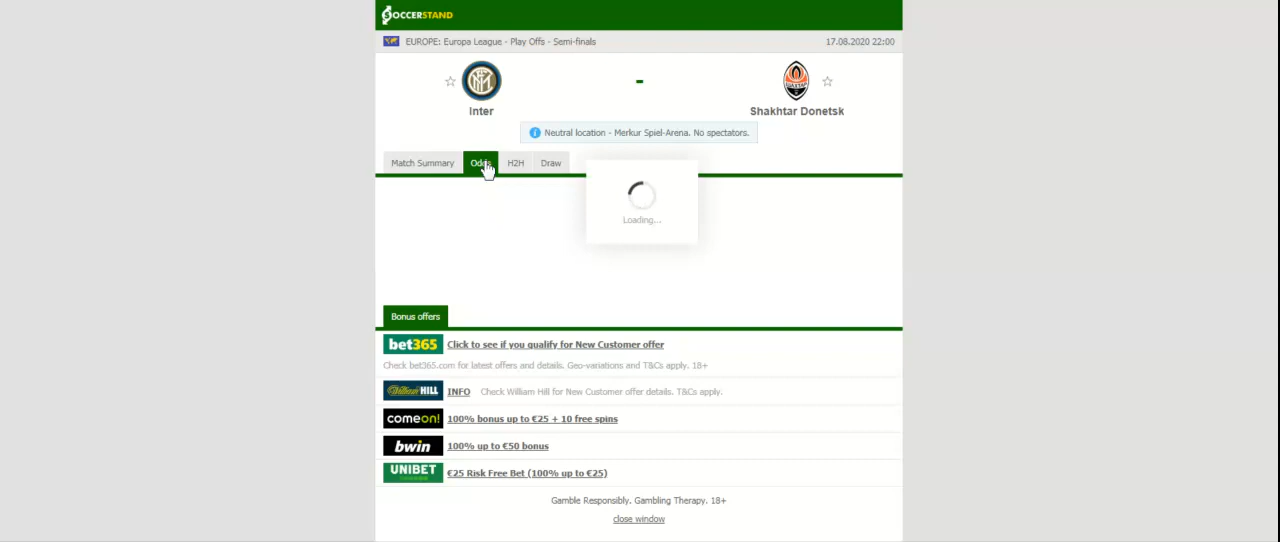 SOCCERSTAND
EUROPE: Europa League - Play Offs - Semi-finals 17.08.2020 22:00
-
Inter Shakhtar Donetsk
Neutral location - Merkur Spiel-Arena. No spectators.
Match Summary Odds H2H Draw
Loading...
Bonus offers
bet365 Click to see if you qualify for New Customer offer
Check bet365.com for latest offers and details. Geo-variations and T&Cs apply. 18+
William HILL INFO Check William Hill for New Customer offer details. T&Cs apply.
comeon! 100% bonus up to €25 + 10 free spins
bwin 100% up to €50 bonus
UNIBET €25 Risk Free Bet (100% up to €25)
Gamble Responsibly. Gambling Therapy. 18+
close window